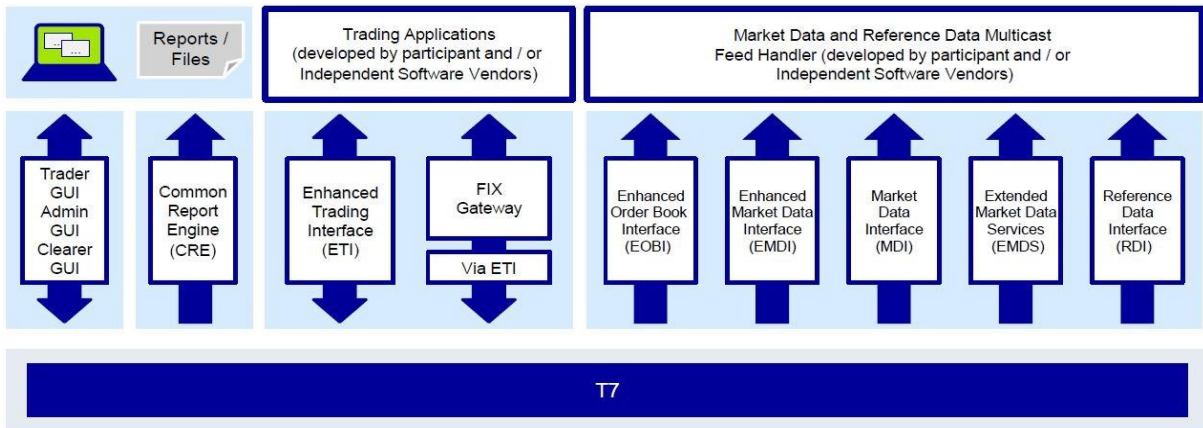 Reports /
Files
Trading Applications
(developed by participant and / or
Independent Software Vendors)
Market Data and Reference Data Multicast
Feed Handler (developed by participant and / or
Independent Software Vendors)
Trader
GUI
Admin
GUI
Clearer
GUI
Common
Report
Engine
(CRE)
Enhanced
Trading
Interface
(ETI)
FIX
Gateway
Via ETI
Enhanced
Order Book
Interface
(EOBI)
Enhanced
Market Data
Interface
(EMDI)
Market
Data
Interface
(MDI)
Extended
Market Data
Services
(EMDS)
Reference
Data
Interface
(RDI)
T7